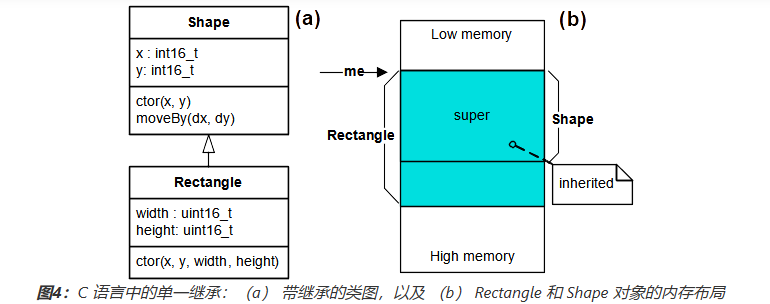 Shape
(a)
x : int16_t
y: int16_t
ctor(x, y)
moveBy(dx, dy)
Rectangle
width : uint16_t
height: uint16_t
ctor(x, y, width, height)
(b)
Low memory
me
super
Rectangle
Shape
inherited
High memory
图4：C 语言中的单一继承：（a） 带继承的类图，以及 （b） Rectangle 和 Shape 对象的内存布局